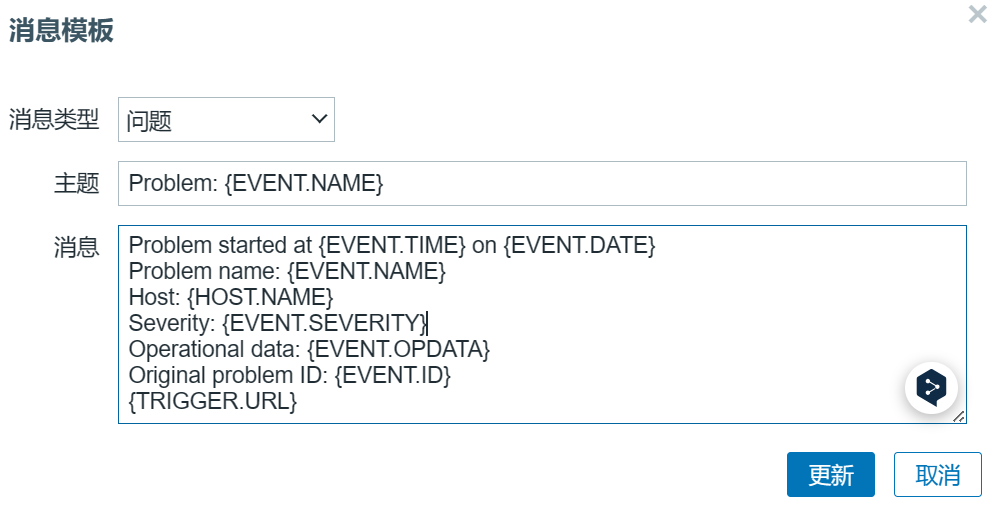 消息模板
消息类型
问题
主题
Problem: {EVENT.NAME}
消息
Problem started at {EVENT.TIME} on {EVENT.DATE}
Problem name: {EVENT.NAME}
Host: {HOST.NAME}
Severity: {EVENT.SEVERITY}
Operational data: {EVENT.OPDATA}
Original problem ID: {EVENT.ID}
{TRIGGER.URL}
更新
取消